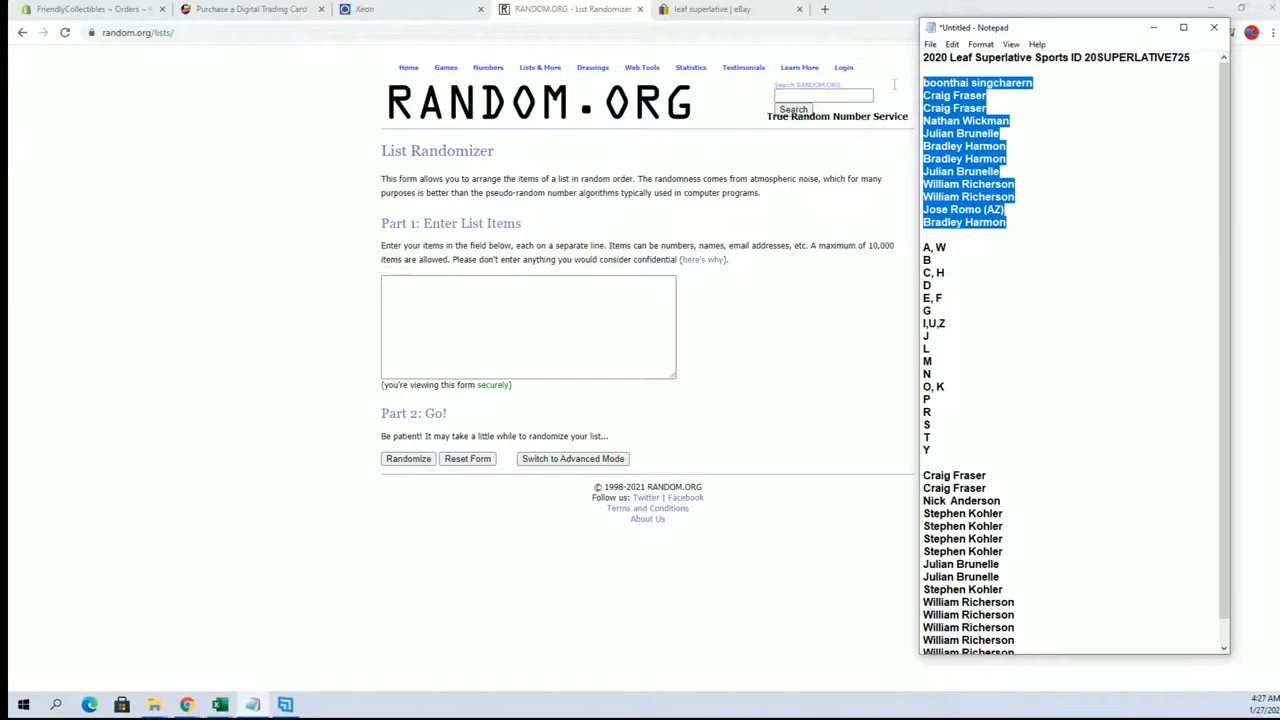 FriendlyCollectibles ~ Orders ~
Purchase a Digital Trading Card
Xeon
RANDOM.ORG - List Randomizer
leaf superlative | eBay
random.org/lists/
Home Games Numbers Lists & More Drawings Web Tools Statistics Testimonials Learn More Login
RANDOM.ORG
Search RANDOM.ORG
Search
True Random Number Service
List Randomizer
This form allows you to arrange the items of a list in random order. The randomness comes from atmospheric noise, which for many
purposes is better than the pseudo-random number algorithms typically used in computer programs.
Part 1: Enter List Items
Enter your items in the field below, each on a separate line. Items can be numbers, names, email addresses, etc. A maximum of 10,000
items are allowed. Please don't enter anything you would consider confidential (here's why).
(you're viewing this form securely)
Part 2: Go!
Be patient! It may take a little while to randomize your list...
Randomize Reset Form Switch to Advanced Mode
© 1998-2021 RANDOM.ORG
Follow us: Twitter | Facebook
Terms and Conditions
About Us
*Untitled - Notepad
File Edit Format View Help
2020 Leaf Superlative Sports ID 20SUPERLATIVE725
boonthai singcharern
Craig Fraser
Craig Fraser
Nathan Wickman
Julian Brunelle
Bradley Harmon
Bradley Harmon
Julian Brunelle
William Richerson
William Richerson
Jose Romo (AZ)
Bradley Harmon
A, W
B
C, H
D
E, F
G
I,U,Z
J
L
M
N
O, K
P
R
S
T
Y
Craig Fraser
Craig Fraser
Nick Anderson
Stephen Kohler
Stephen Kohler
Stephen Kohler
Stephen Kohler
Julian Brunelle
Julian Brunelle
Stephen Kohler
William Richerson
William Richerson
William Richerson
William Richerson
William Richerson
4:27 AM
1/27/202